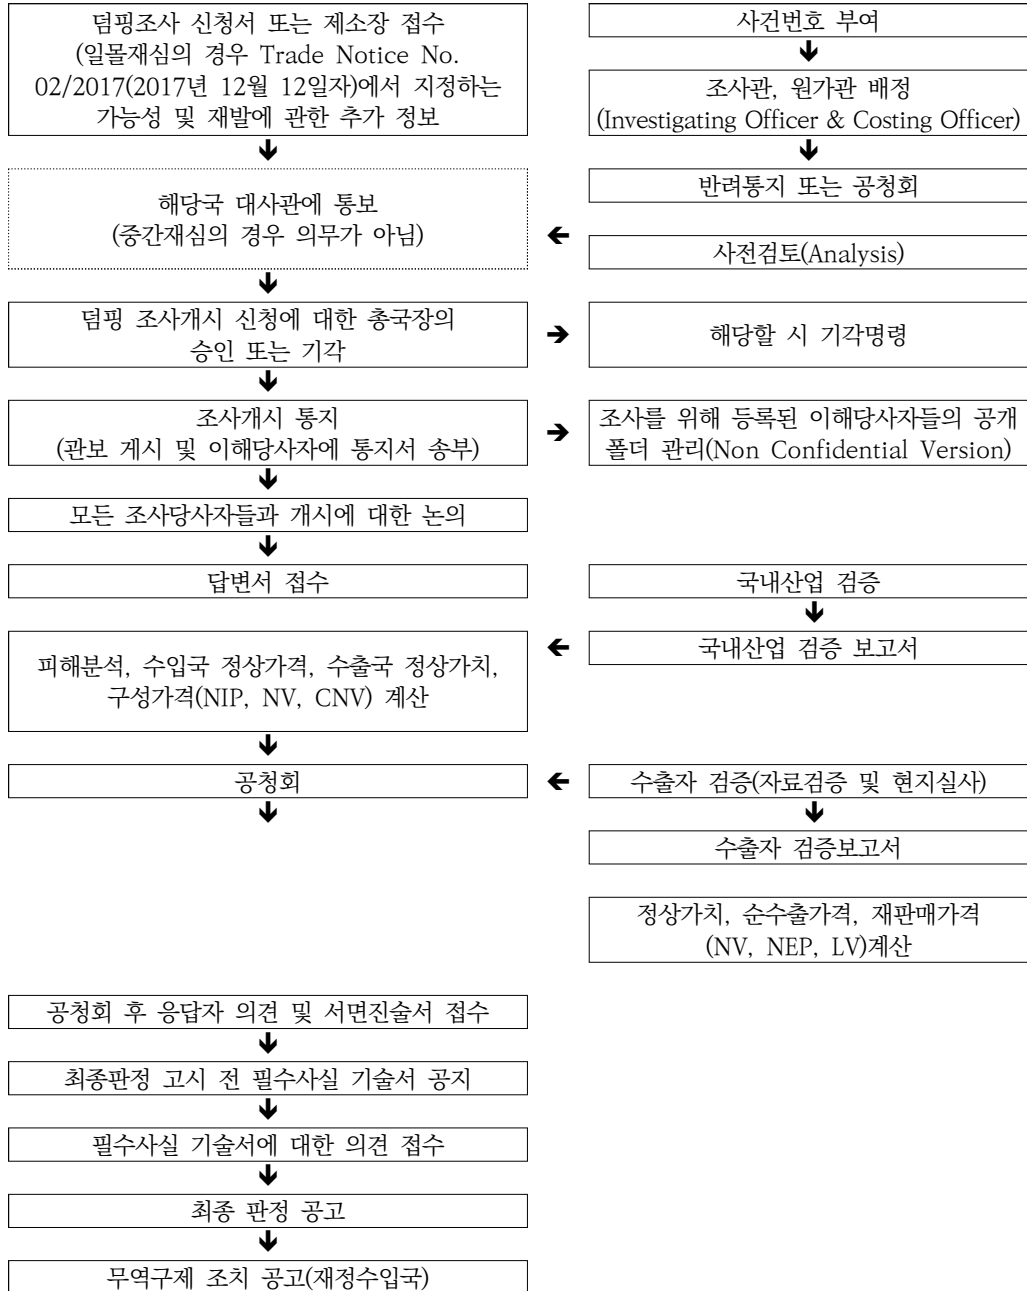 덤핑조사 신청서 또는 제소장 접수
(일몰재심의 경우 Trade Notice No.
02/2017(2017년 12월 12일자)에서 지정하는
가능성 및 재발에 관한 추가 정보
사건번호 부여
조사관, 원가관 배정
(Investigating Officer & Costing Officer)
반려통지 또는 공청회
사전검토(Analysis)
해당국 대사관에 통보
(중간재심의 경우 의무가 아님)
덤핑 조사개시 신청에 대한 총국장의
승인 또는 기각
해당할 시 기각명령
조사개시 통지
(관보 게시 및 이해당사자에 통지서 송부)
조사를 위해 등록된 이해당사자들의 공개
폴더 관리(Non Confidential Version)
모든 조사당사자들과 개시에 대한 논의
답변서 접수
국내산업 검증
국내산업 검증 보고서
피해분석, 수입국 정상가격, 수출국 정상가치,
구성가격(NIP, NV, CNV) 계산
공청회
수출자 검증(자료검증 및 현지실사)
수출자 검증보고서
정상가치, 순수출가격, 재판매가격
(NV, NEP, LV)계산
공청회 후 응답자 의견 및 서면진술서 접수
최종판정 고시 전 필수사실 기술서 공지
필수사실 기술서에 대한 의견 접수
최종 판정 공고
무역구제 조치 공고(재정수입국)